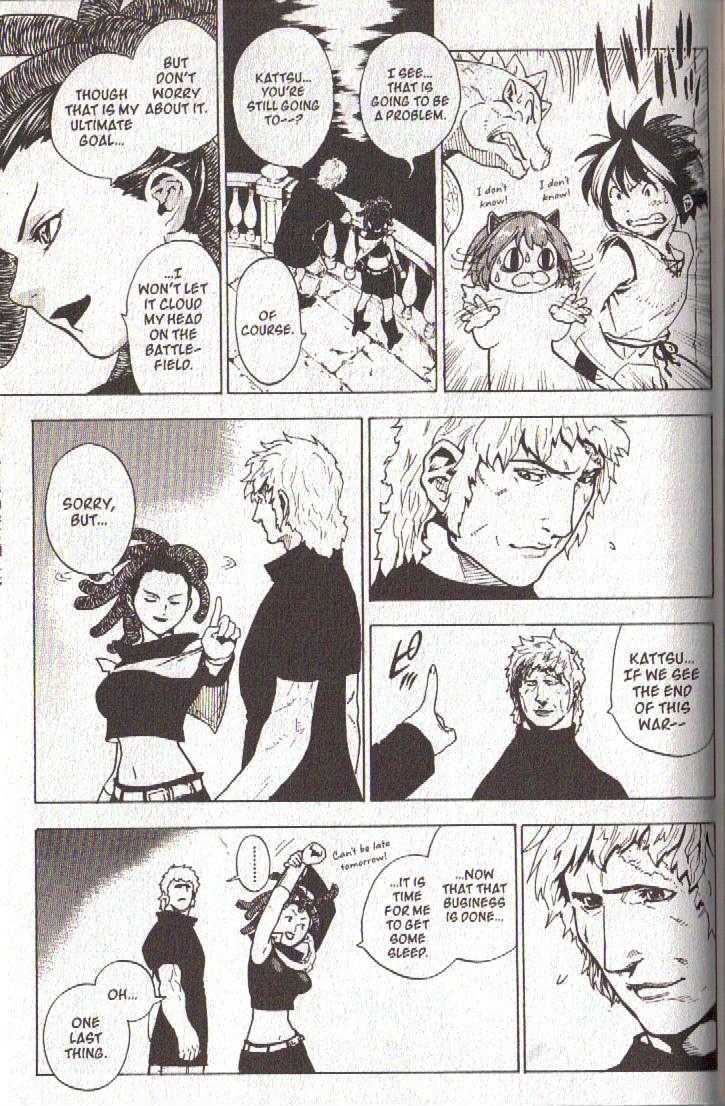 I don't
know!
I don't
know!
I SEE...
THAT IS
GOING TO BE
A PROBLEM.
KATTSU...
YOU'RE
STILL GOING
TO--?
OF
COURSE.
BUT
DON'T
WORRY
ABOUT IT.
THOUGH
THAT IS MY
ULTIMATE
GOAL...
...I
WON'T LET
IT CLOUD
MY HEAD
ON THE
BATTLE-
FIELD.
KATTSU...
IF WE SEE
THE END
OF THIS
WAR--
ピ
SORRY,
BUT...
...NOW
THAT THAT
BUSINESS
IS DONE...
...IT IS
TIME
FOR ME
TO GET
SOME
SLEEP.
Can't be late
tomorrow!
........
OH...
ONE
LAST
THING.